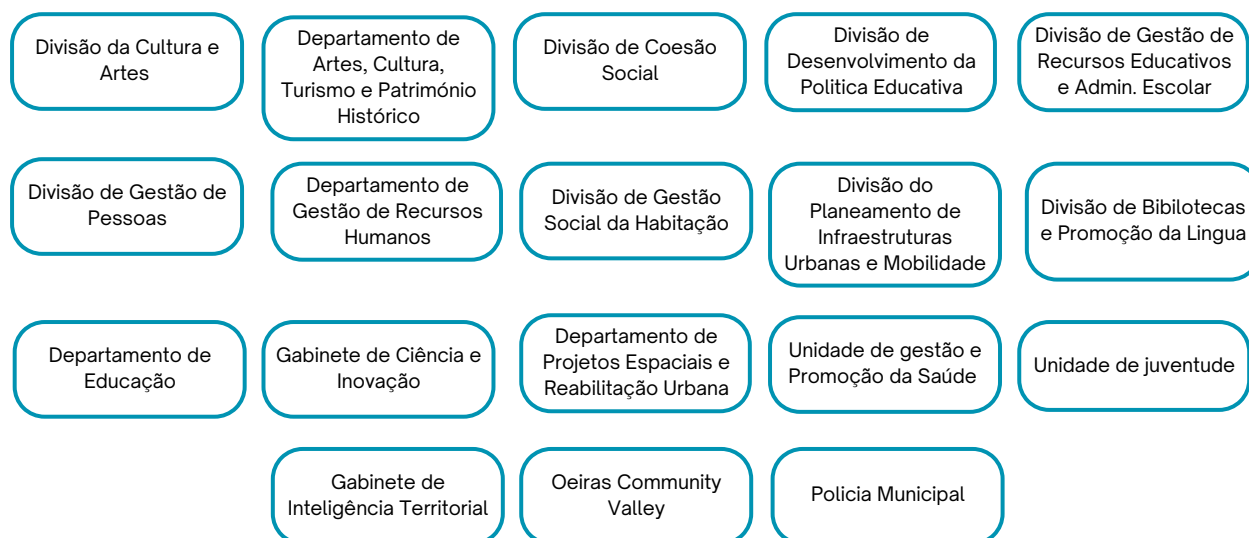 Divisão da Cultura e
Artes
Departamento de
Artes, Cultura,
Turismo e Património
Histórico
Divisão de Coesão
Social
Divisão de
Desenvolvimento da
Politica Educativa
Divisão de Gestão de
Recursos Educativos
e Admin. Escolar
Divisão de Gestão de
Pessoas
Departamento de
Gestão de Recursos
Humanos
Divisão de Gestão
Social da Habitação
Divisão do
Planeamento de
Infraestruturas
Urbanas e Mobilidade
Divisão de Bibilotecas
e Promoção da Lingua
Departamento de
Educação
Gabinete de Ciência e
Inovação
Departamento de
Projetos Espaciais e
Reabilitação Urbana
Unidade de gestão e
Promoção da Saúde
Unidade de juventude
Gabinete de
Inteligência Territorial
Oeiras Community
Valley
Policia Municipal